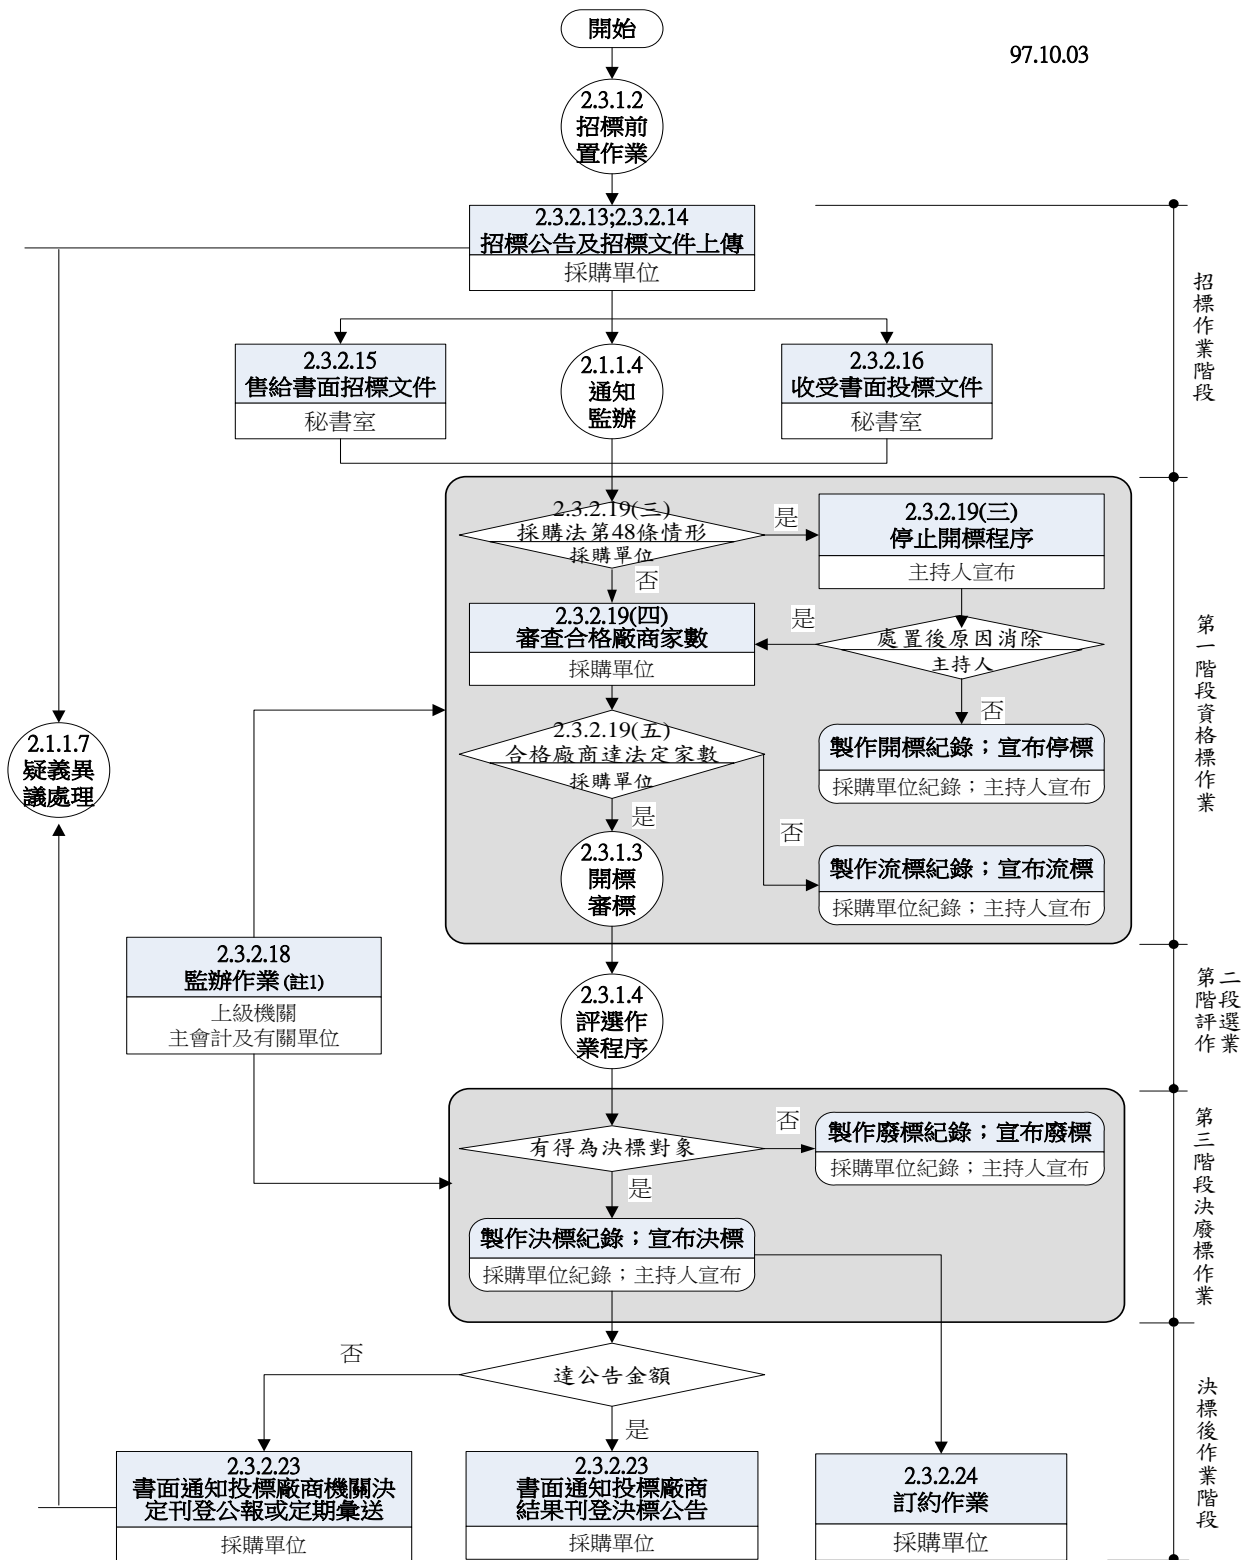 開始
97.10.03
2.3.1.2
招標前
置作業
2.3.2.13;2.3.2.14
招標公告及招標文件上傳
採購單位
招標作業階段
2.3.2.15
售給書面招標文件
秘書室
2.1.1.4
通知
監辦
2.3.2.16
收受書面投標文件
秘書室
2.3.2.19(三)
採購法第48條情形
採購單位
是
否
2.3.2.19(三)
停止開標程序
主持人宣布
2.3.2.19(四)
審查合格廠商家數
採購單位
是
處置後原因消除
主持人
否
第一階段資格標作業
2.3.2.19(五)
合格廠商達法定家數
採購單位
製作開標紀錄；宣布停標
採購單位紀錄；主持人宣布
是
否
2.1.1.7
疑義異
議處理
2.3.1.3
開標
審標
製作流標紀錄；宣布流標
採購單位紀錄；主持人宣布
2.3.2.18
監辦作業(註1)
上級機關
主會計及有關單位
2.3.1.4
評選作
業程序
第二
階段
評選
作業
有得為決標對象
否
是
製作廢標紀錄；宣布廢標
採購單位紀錄；主持人宣布
第三階段決廢標作業
製作決標紀錄；宣布決標
採購單位紀錄；主持人宣布
達公告金額
否
是
決標後作業階段
2.3.2.23
書面通知投標廠商機關決
定刊登公報或定期彙送
採購單位
2.3.2.23
書面通知投標廠商
結果刊登決標公告
採購單位
2.3.2.24
訂約作業
採購單位